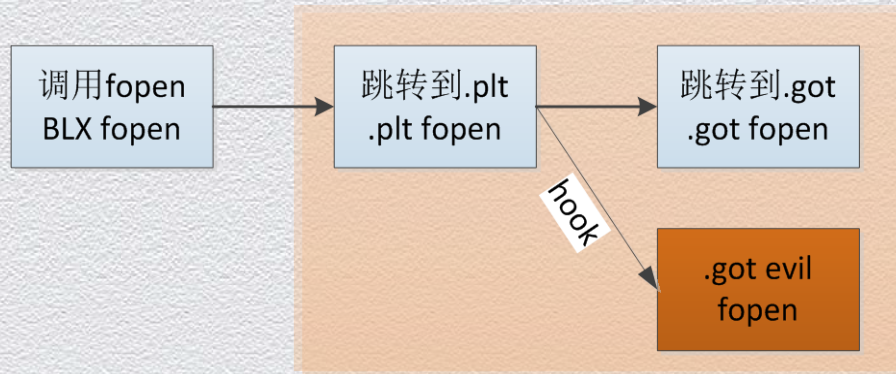 调用fopen
BLX fopen
跳转到.plt
.plt fopen
跳转到.got
.got fopen
hook
.got evil
fopen